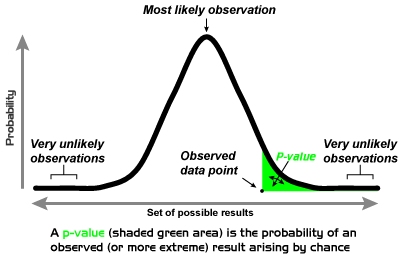 Most likely observation
Probability
Very unlikely
observations
Observed
data point
P-value
Very unlikely
observations
Set of possible results
A p-value (shaded green area) is the probability of an
observed (or more extreme) result arising by chance